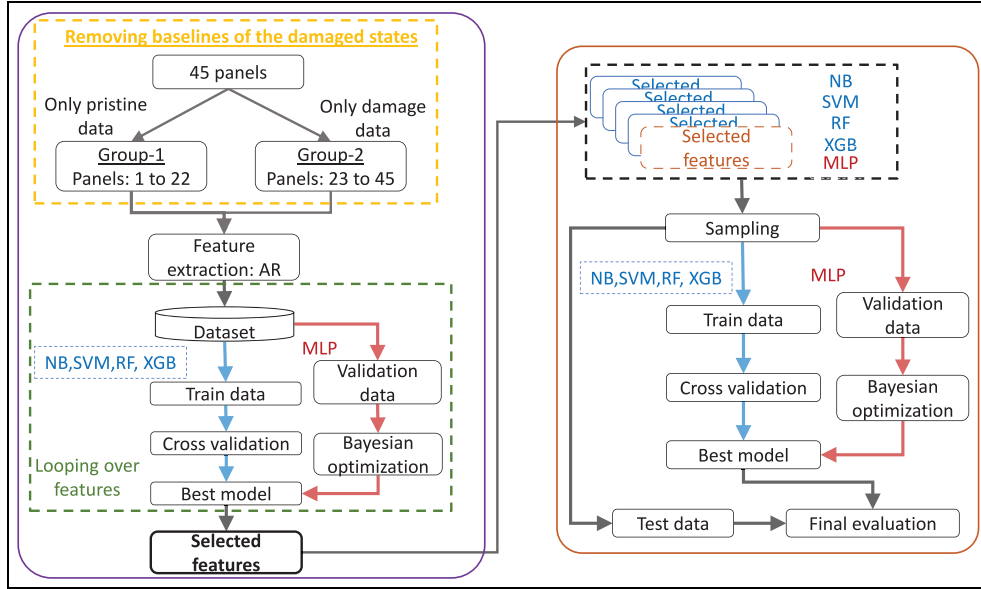 Removing baselines of the damaged states
45 panels
Only pristine
data
Only damage
data
Group-1
Panels: 1 to 22
Group-2
Panels: 23 to 45
Feature
extraction: AR
Dataset
NB,SVM,RF, XGB
MLP
Train data
Validation
data
Cross validation
Bayesian
optimization
Looping over
features
Best model
Selected
features
Selected
Selected
Selected
Selected
Selected
features
NB
SVM
RF
XGB
MLP
Sampling
NB,SVM,RF, XGB
MLP
Train data
Validation
data
Cross validation
Bayesian
optimization
Best model
Test data
Final evaluation